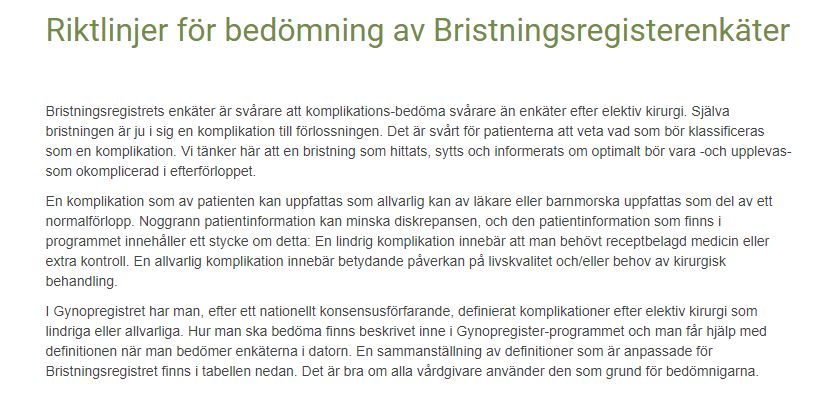 Riktlinjer för bedömning av Bristningsregisterenkäter
Bristningsregistrets enkäter är svårare att komplikations-bedöma svårare än enkäter efter elektiv kirurgi. Själva
bristningen är ju i sig en komplikation till förlossningen. Det är svårt för patienterna att veta vad som bör klassificeras
som en komplikation. Vi tänker här att en bristning som hittats, sytts och informerats om optimalt bör vara -och upplevas-
som okomplicerad i efterförloppet.
En komplikation som av patienten kan uppfattas som allvarlig kan av läkare eller barnmorska uppfattas som del av ett
normalförlopp. Noggrann patientinformation kan minska diskrepansen, och den patientinformation som finns i
programmet innehåller ett stycke om detta: En lindrig komplikation innebär att man behövt receptbelagd medicin eller
extra kontroll. En allvarlig komplikation innebär betydande påverkan på livskvalitet och/eller behov av kirurgisk
behandling.
I Gynopregistret har man, efter ett nationellt konsensusförfarande, definierat komplikationer efter elektiv kirurgi som
lindriga eller allvarliga. Hur man ska bedöma finns beskrivet inne i Gynopregister-programmet och man får hjälp med
definitionen när man bedömer enkäterna i datorn. En sammanställning av definitioner som är anpassade för
Bristningsregistret finns i tabellen nedan. Det är bra om alla vårdgivare använder den som grund för bedömnigarna.